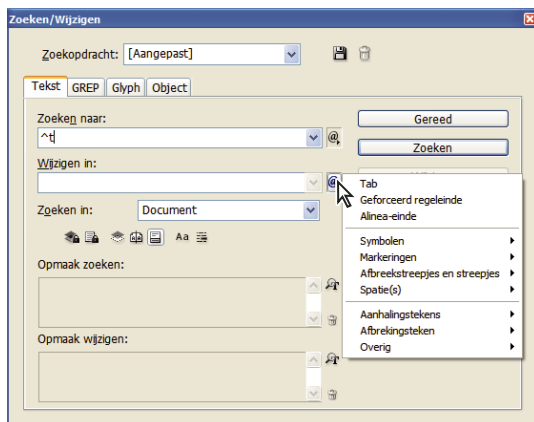 Zoeken/Wijzigen
Zoekopdracht: [Aangepast]
Tekst GREP Glyph Object
Zoeken naar:
^t
Gereed
Zoeken
Wijzigen in:
Tab
Geforceerd regeleinde
Alinea-einde
Zoeken in: Document
Symbolen
Markeringen
Afbreekstreepjes en streepjes
Spatie(s)
Opmaak zoeken:
Aanhalingstekens
Afbrekingsteken
Overig
Opmaak wijzigen: